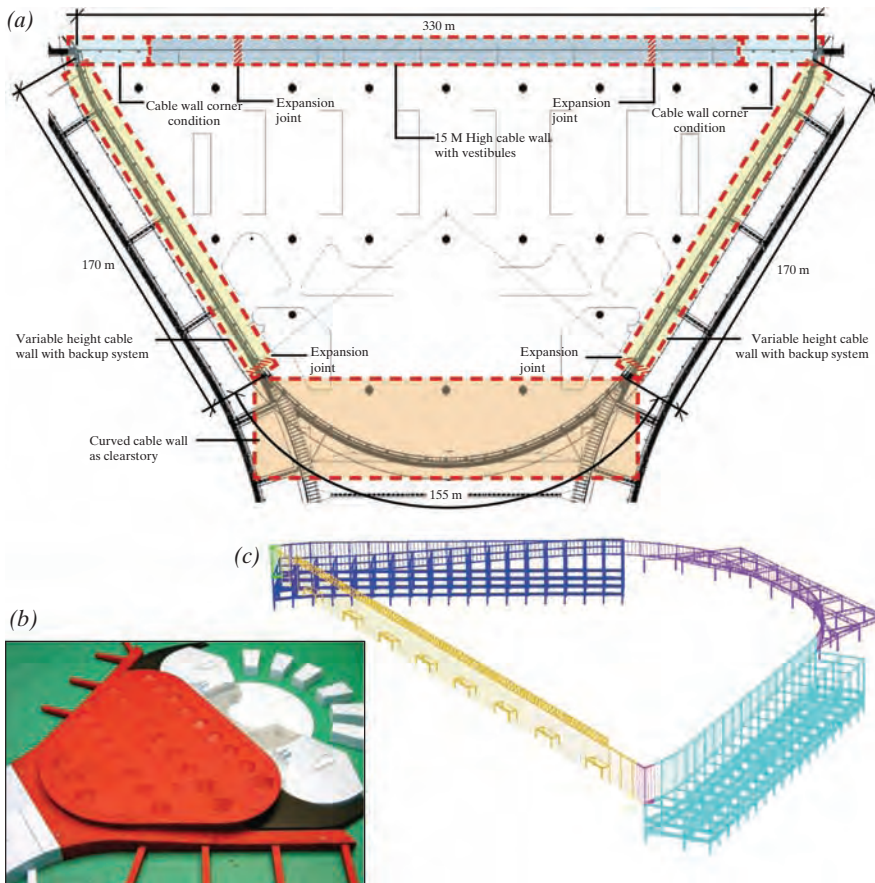 (a)
330 m
Cable wall corner
condition
Expansion
joint
15 M High cable wall
with vestibules
Expansion
joint
Cable wall corner
condition
170 m
170 m
Variable height cable
wall with backup system
Expansion
joint
Expansion
joint
Variable height cable
wall with backup system
Curved cable wall
as clearstory
155 m
(c)
(b)